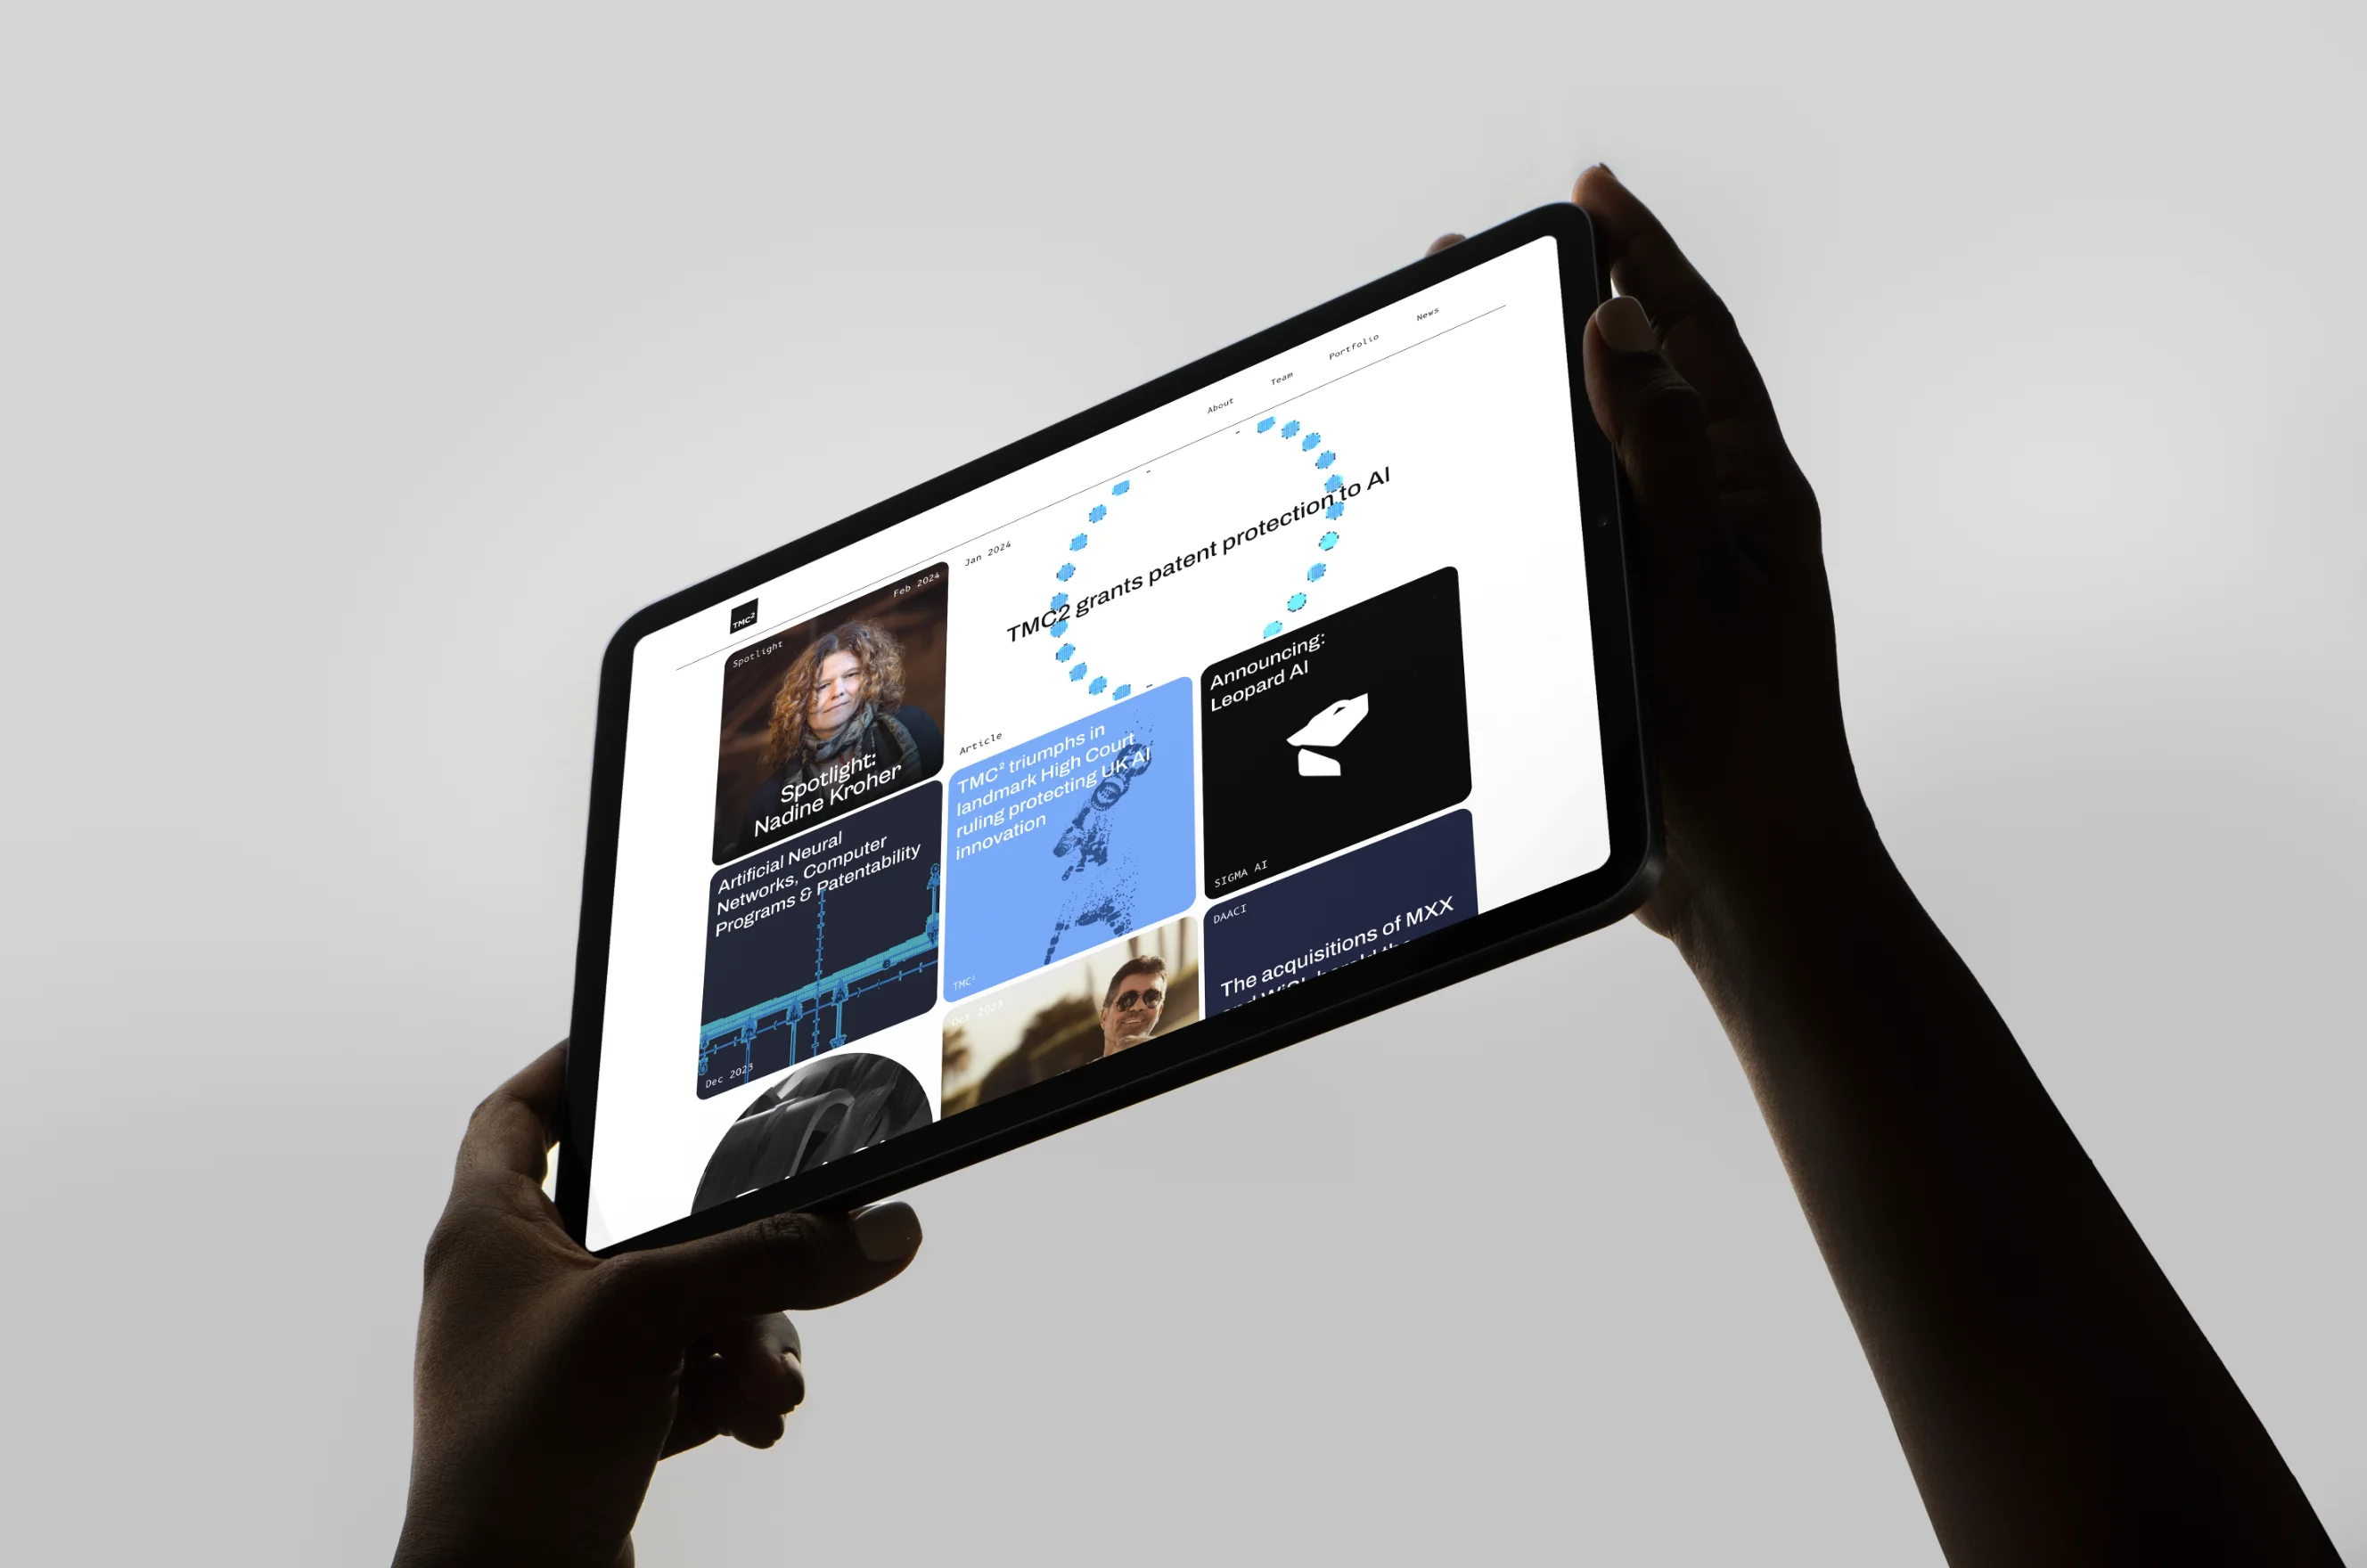 TMC²
About
Team
Portfolio
News
Spotlight
Feb 2024
Spotlight:
Nadine Kroher
Jan 2024
TMC2 grants patent protection to AI
Article
Artificial Neural
Networks, Computer
Programs & Patentability
Dec 2023
TMC² triumphs in
landmark High Court
ruling protecting UK AI
innovation
TMC²
Announcing:
Leopard AI
SIGMA AI
Oct 2023
DAACI
The acquisitions of MXX